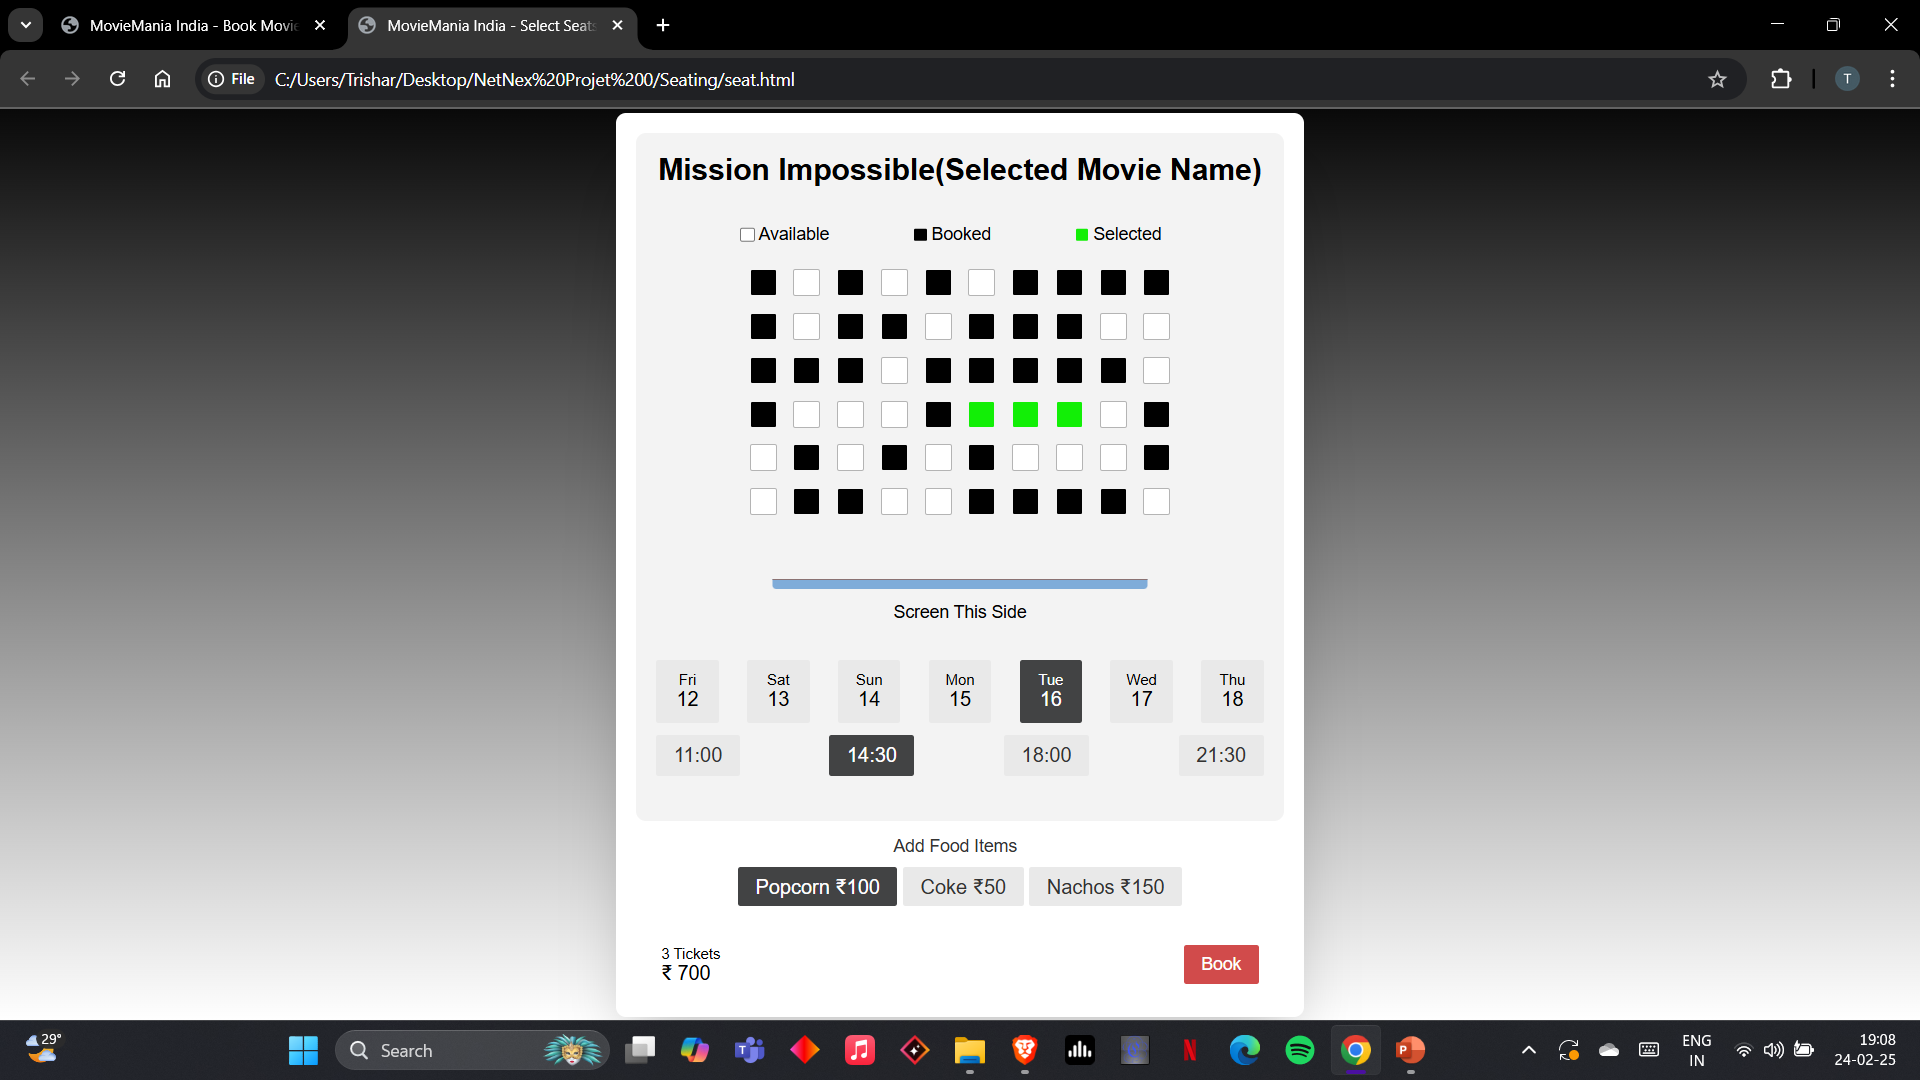 MovieMania India - Book Movie
MovieMania India - Select Seats
File
C:/Users/Trishar/Desktop/NetNex%20Projet%200/Seating/seat.html
T
Mission Impossible(Selected Movie Name)
Available
Booked
Selected
Screen This Side
Fri
12
Sat
13
Sun
14
Mon
15
Tue
16
Wed
17
Thu
18
11:00
14:30
18:00
21:30
Add Food Items
Popcorn ₹100
Coke ₹50
Nachos ₹150
3 Tickets
₹ 700
Book
29°
Search
ENG
IN
19:08
24-02-25